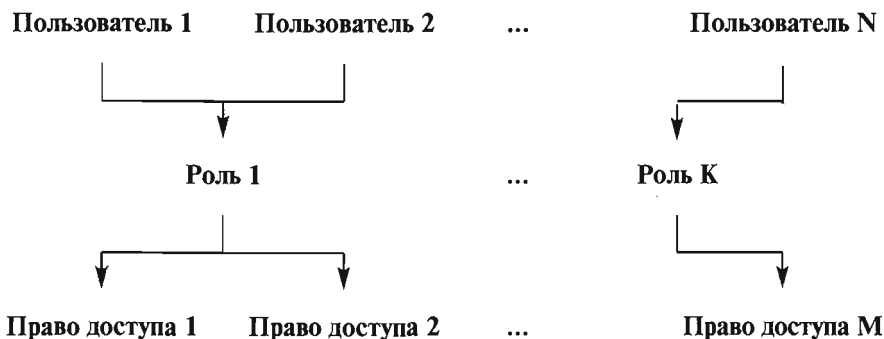 Пользователь 1 Пользователь 2 ... Пользователь N
Роль 1 ... Роль K
Право доступа 1 Право доступа 2 ... Право доступа M